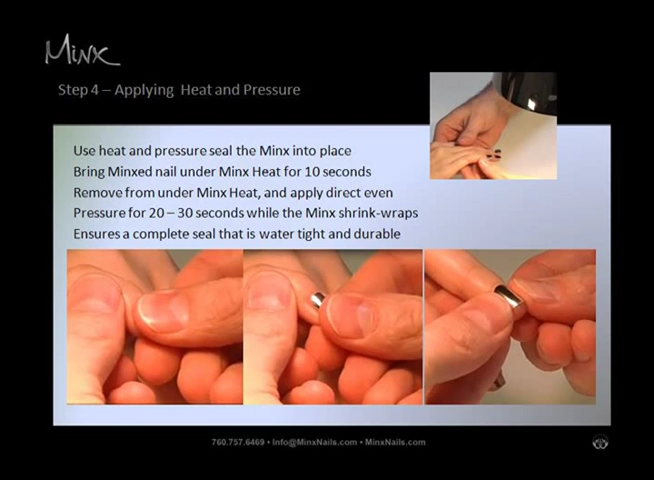 Minx
Step 4 – Applying Heat and Pressure
Use heat and pressure seal the Minx into place
Bring Minxed nail under Minx Heat for 10 seconds
Remove from under Minx Heat, and apply direct even
Pressure for 20 – 30 seconds while the Minx shrink-wraps
Ensures a complete seal that is water tight and durable
760.757.6469 • Info@MinxNails.com • MinxNails.com